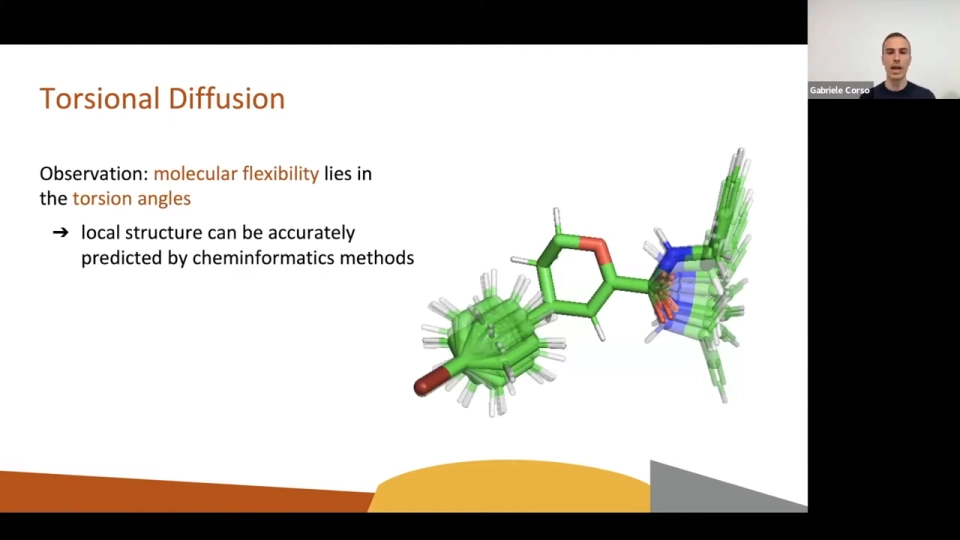 Torsional Diffusion
Observation: molecular flexibility lies in
the torsion angles
➔ local structure can be accurately
predicted by cheminformatics methods
Gabriele Corso